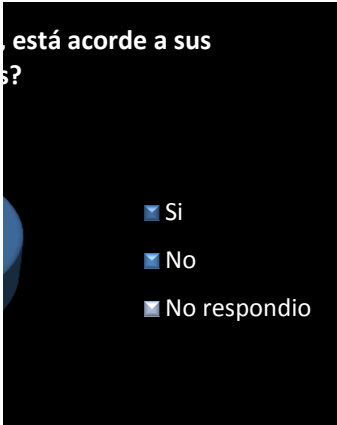 , está acorde a sus
s?
Si
No
No respondio